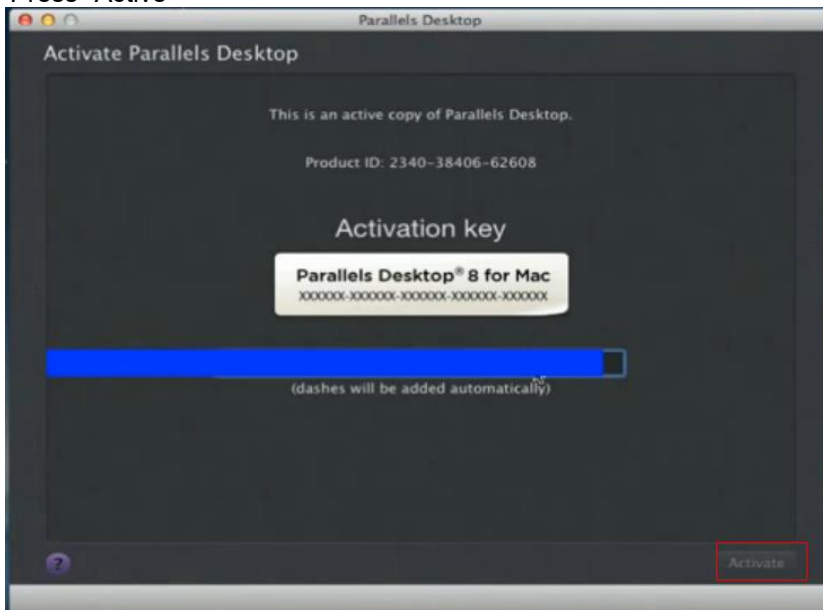 Press "Active"
Parallels Desktop
Activate Parallels Desktop
This is an active copy of Parallels Desktop.
Product ID: 2340-38406-62608
Activation key
Parallels Desktop® 8 for Mac
XXXXXX-XXXXXX-XXXXXX-XXXXXX-XXXXXX
(dashes will be added automatically)
?
Activate